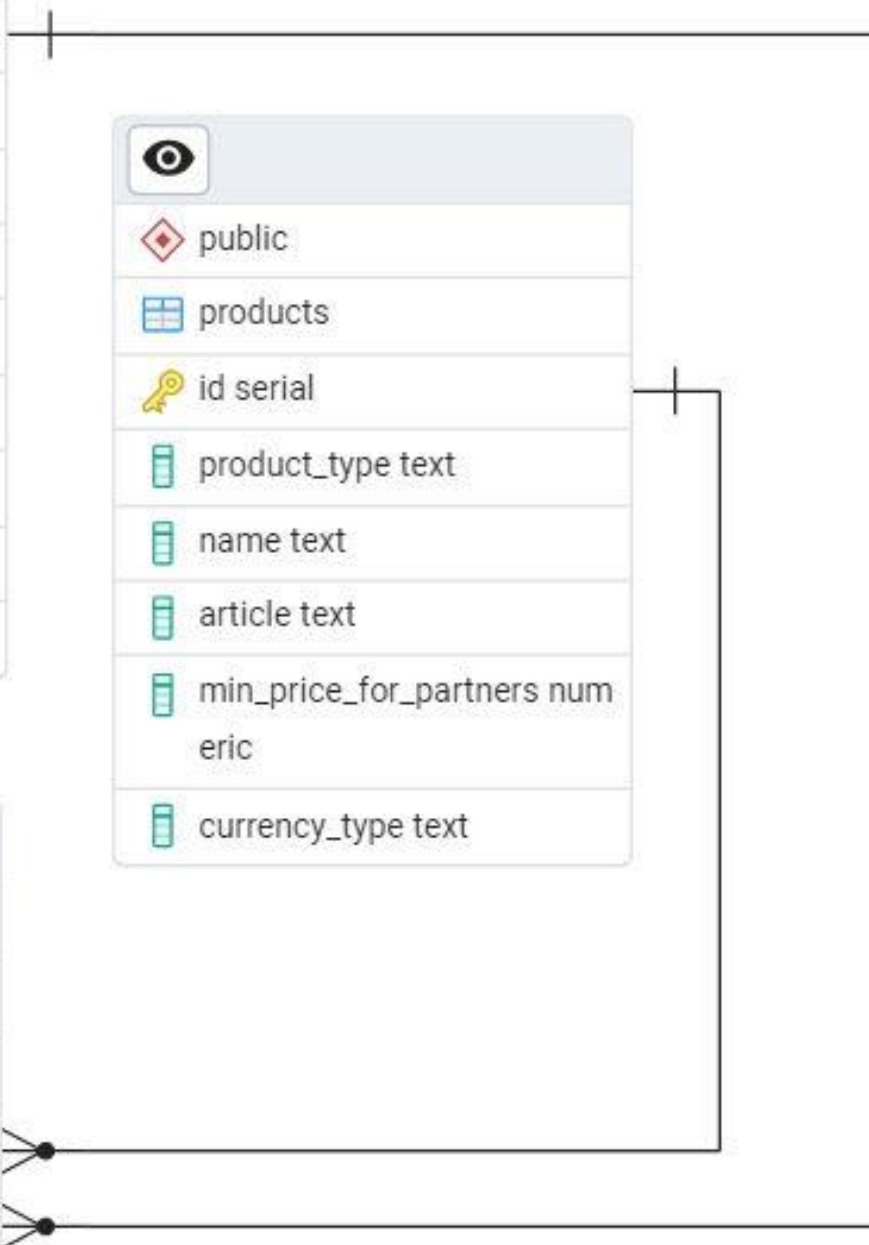 public
products
id serial
product_type text
name text
article text
min_price_for_partners num
eric
currency_type text